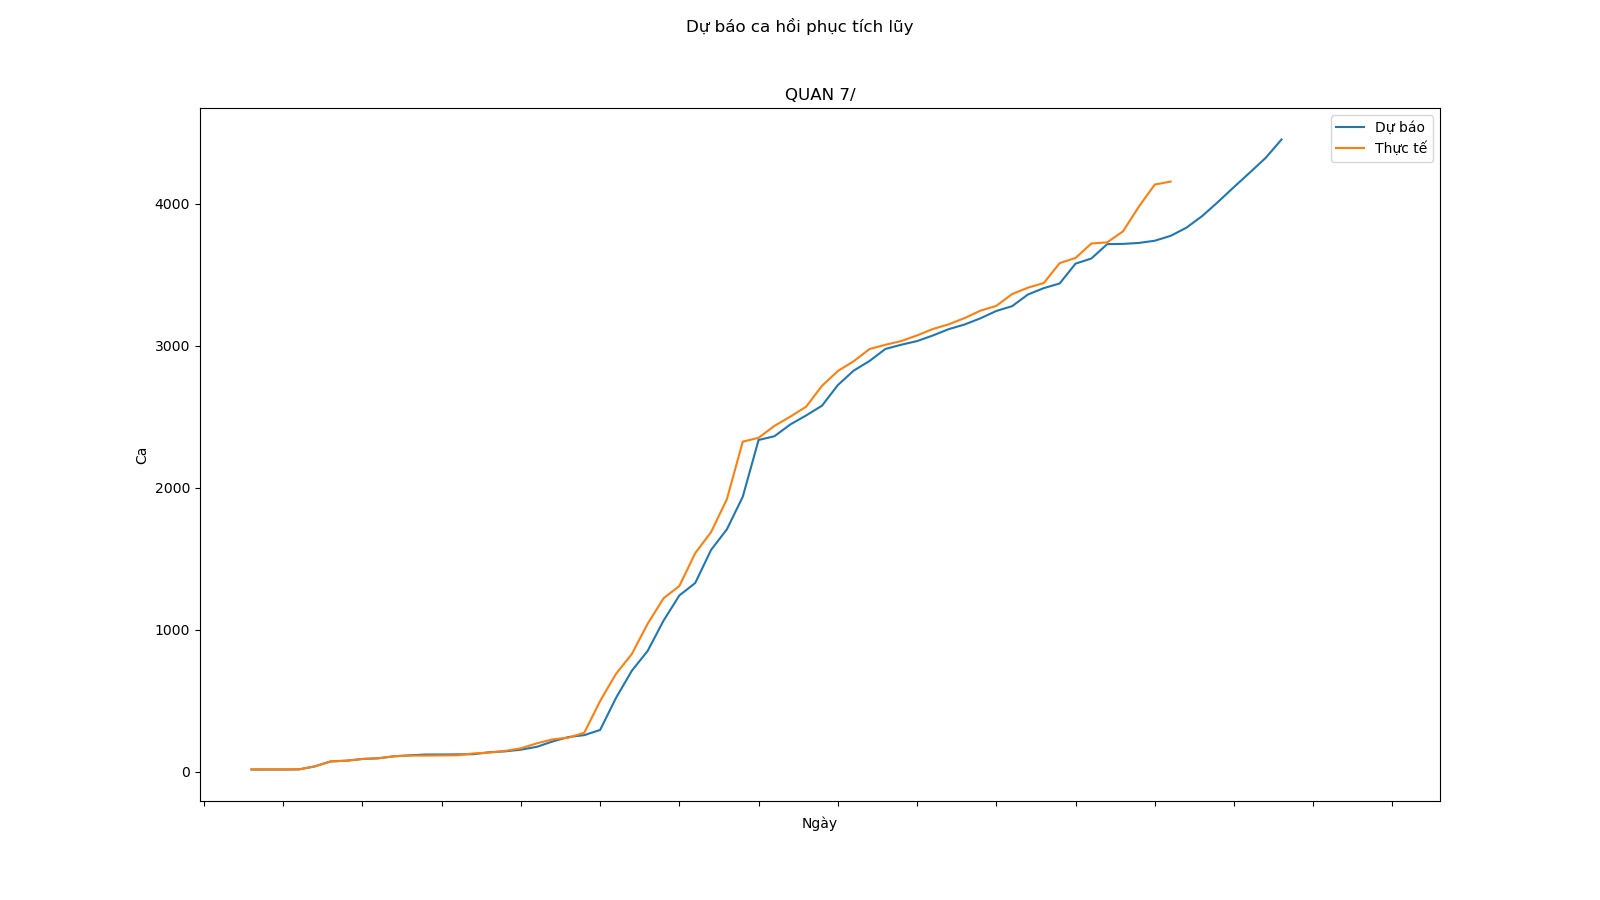 Dự báo ca hồi phục tích lũy
QUAN 7/
Dự báo
Thực tế
4000
3000
2000
1000
0
Ca
Ngày